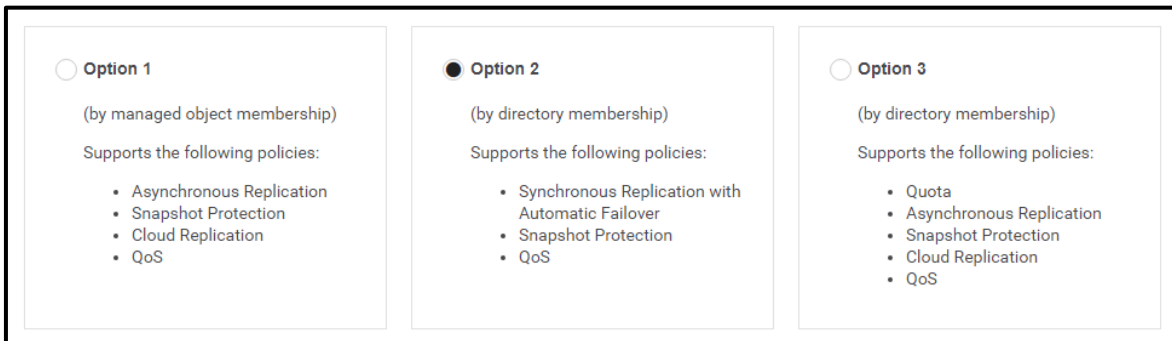 Option 1
(by managed object membership)
Supports the following policies:
• Asynchronous Replication
• Snapshot Protection
• Cloud Replication
• QoS
Option 2
(by directory membership)
Supports the following policies:
• Synchronous Replication with
Automatic Failover
• Snapshot Protection
• QoS
Option 3
(by directory membership)
Supports the following policies:
• Quota
• Asynchronous Replication
• Snapshot Protection
• Cloud Replication
• QoS